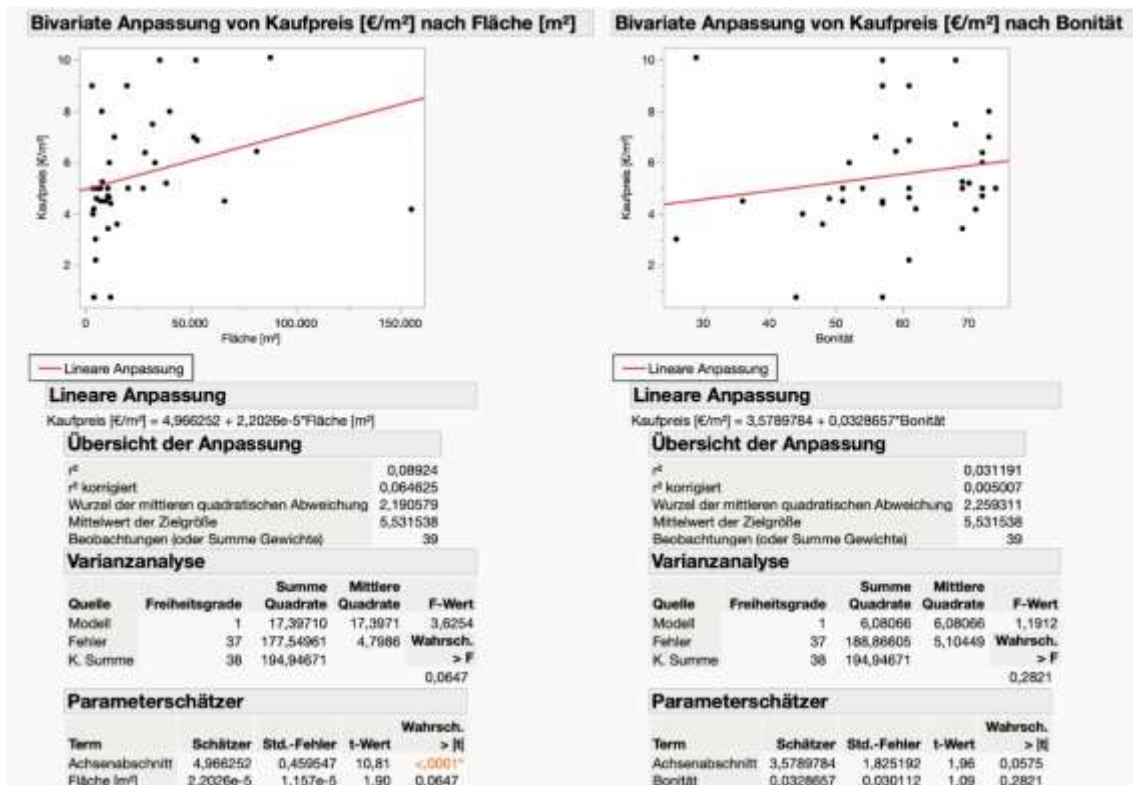 Bivariate Anpassung von Kaufpreis [€/m²] nach Fläche [m²]
10
8
6
4
2
Kaufpreis [€/m²]
0 50.000 100.000 150.000
Fläche [m²]
Lineare Anpassung
Lineare Anpassung
Kaufpreis [€/m²] = 4,966252 + 2,2026e-5*Fläche [m²]
Übersicht der Anpassung
r² 0,08924
r² korrigiert 0,064625
Wurzel der mittleren quadratischen Abweichung 2,190579
Mittelwert der Zielgröße 5,531538
Beobachtungen (oder Summe Gewichte) 39
Varianzanalyse
Summe Mittlere
Quelle Freiheitsgrade Quadrate Quadrate F-Wert
Modell 1 17,39710 17,3971 3,6254
Fehler 37 177,54961 4,7986 Wahrsch.
K. Summe 38 194,94671 > F
0,0647
Parameterschätzer
Wahrsch.
Term Schätzer Std.-Fehler t-Wert > |t|
Achsenabschnitt 4,966252 0,459547 10,81 <,0001*
Fläche [m²] 2,2026e-5 1,157e-5 1,90 0,0647
Bivariate Anpassung von Kaufpreis [€/m²] nach Bonität
10
8
6
4
2
Kaufpreis [€/m²]
30 40 50 60 70
Bonität
Lineare Anpassung
Lineare Anpassung
Kaufpreis [€/m²] = 3,5789784 + 0,0328657*Bonität
Übersicht der Anpassung
r² 0,031191
r² korrigiert 0,005007
Wurzel der mittleren quadratischen Abweichung 2,259311
Mittelwert der Zielgröße 5,531538
Beobachtungen (oder Summe Gewichte) 39
Varianzanalyse
Summe Mittlere
Quelle Freiheitsgrade Quadrate Quadrate F-Wert
Modell 1 6,08066 6,08066 1,1912
Fehler 37 188,86605 5,10449 Wahrsch.
K. Summe 38 194,94671 > F
0,2821
Parameterschätzer
Wahrsch.
Term Schätzer Std.-Fehler t-Wert > |t|
Achsenabschnitt 3,5789784 1,825192 1,96 0,0575
Bonität 0,0328657 0,030112 1,09 0,2821